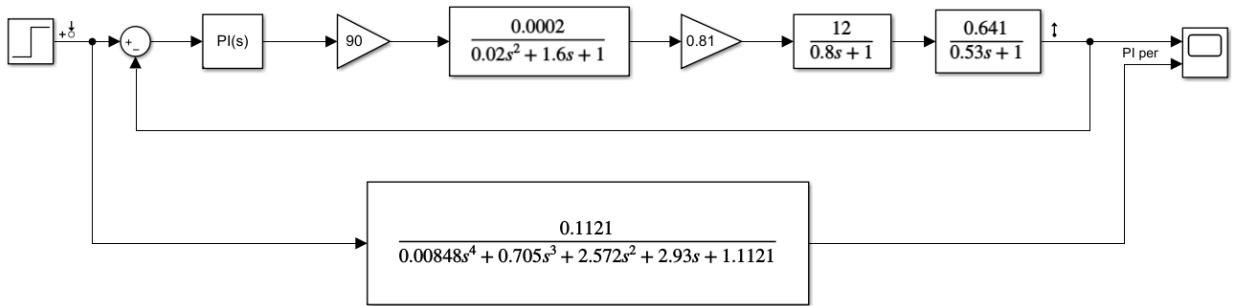 +
+
−
PI(s)
90
0.0002
0.02s² + 1.6s + 1
0.81
12
0.8s + 1
0.641
0.53s + 1
PI рег
0.1121
0.00848s⁴ + 0.705s³ + 2.572s² + 2.93s + 1.1121